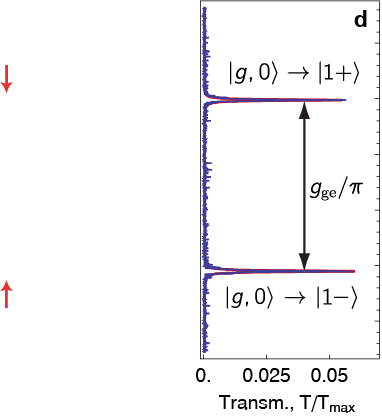 d
|g, 0⟩ → |1+⟩
g_ge/π
|g, 0⟩ → |1−⟩
0. 0.025 0.05
Transm., T/T_max